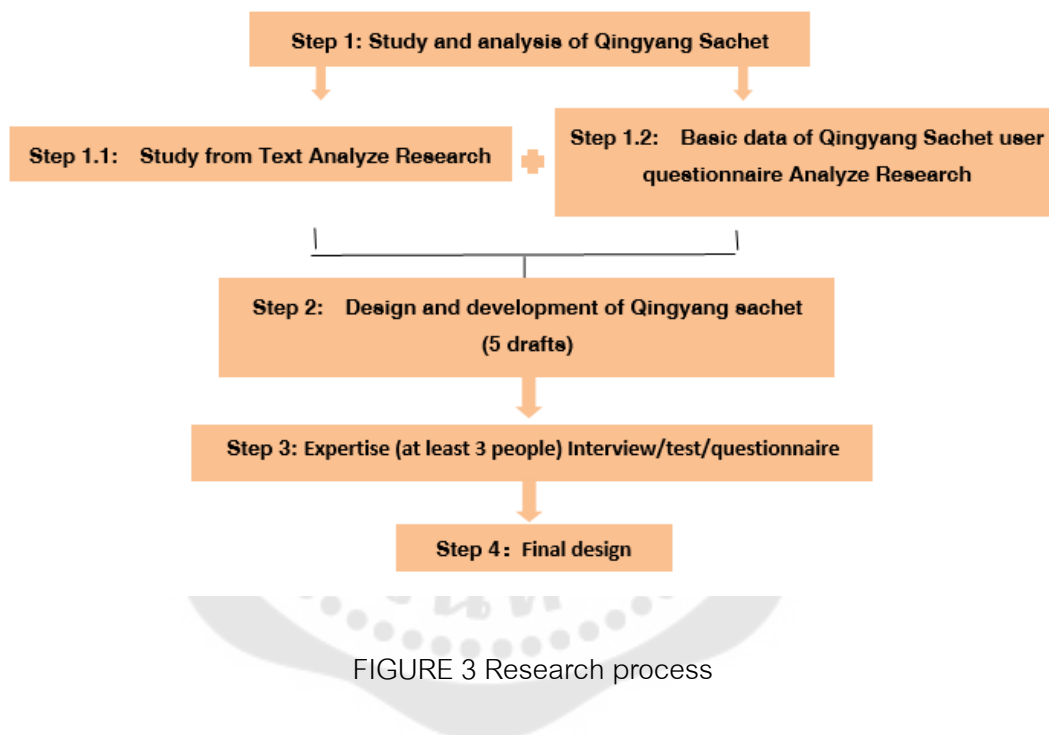 Step 1: Study and analysis of Qingyang Sachet
Step 1.1: Study from Text Analyze Research
Step 1.2: Basic data of Qingyang Sachet user
questionnaire Analyze Research
Step 2: Design and development of Qingyang sachet
(5 drafts)
Step 3: Expertise (at least 3 people) Interview/test/questionnaire
Step 4：Final design
FIGURE 3 Research process